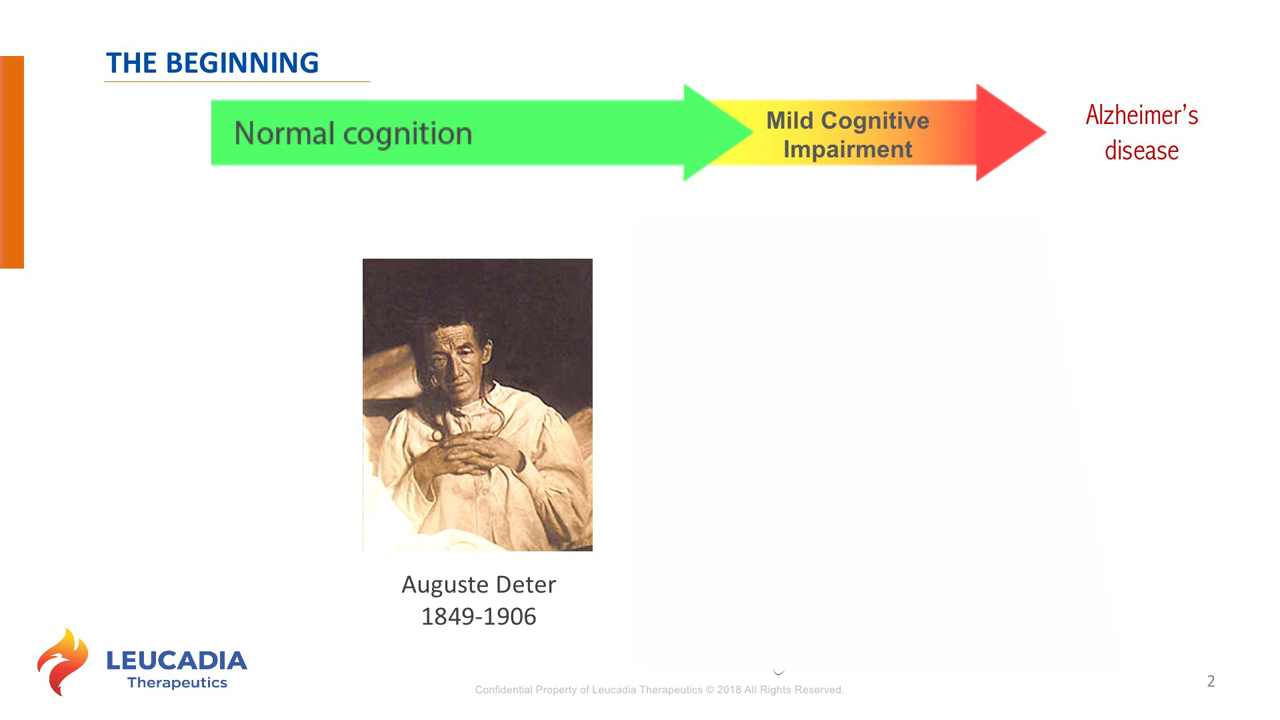 THE BEGINNING
Normal cognition
Mild Cognitive
Impairment
Alzheimer's
disease
Auguste Deter
1849-1906
LEUCADIA
Therapeutics
Confidential Property of Leucadia Therapeutics © 2018 All Rights Reserved.
2